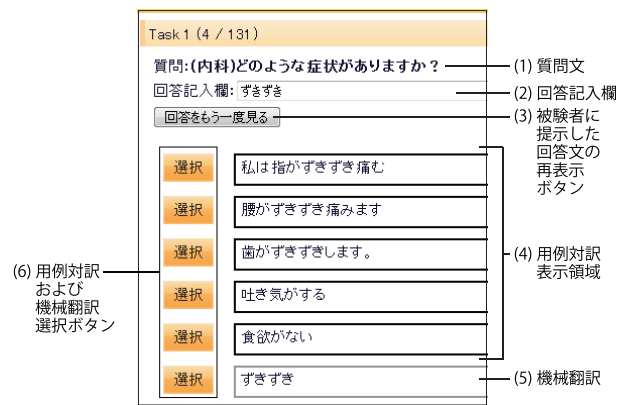 Task 1 (4 / 131)
質問:(内科)どのような症状がありますか？
回答記入欄: ずきずき
回答をもう一度見る
選択 私は指がずきずき痛む
選択 腰がずきずき痛みます
選択 歯がずきずきします。
選択 吐き気がする
選択 食欲がない
選択 ずきずき
(1) 質問文
(2) 回答記入欄
(3) 被験者に
提示した
回答文の
再表示
ボタン
(4) 用例対訳
表示領域
(5) 機械翻訳
(6) 用例対訳
および
機械翻訳
選択ボタン